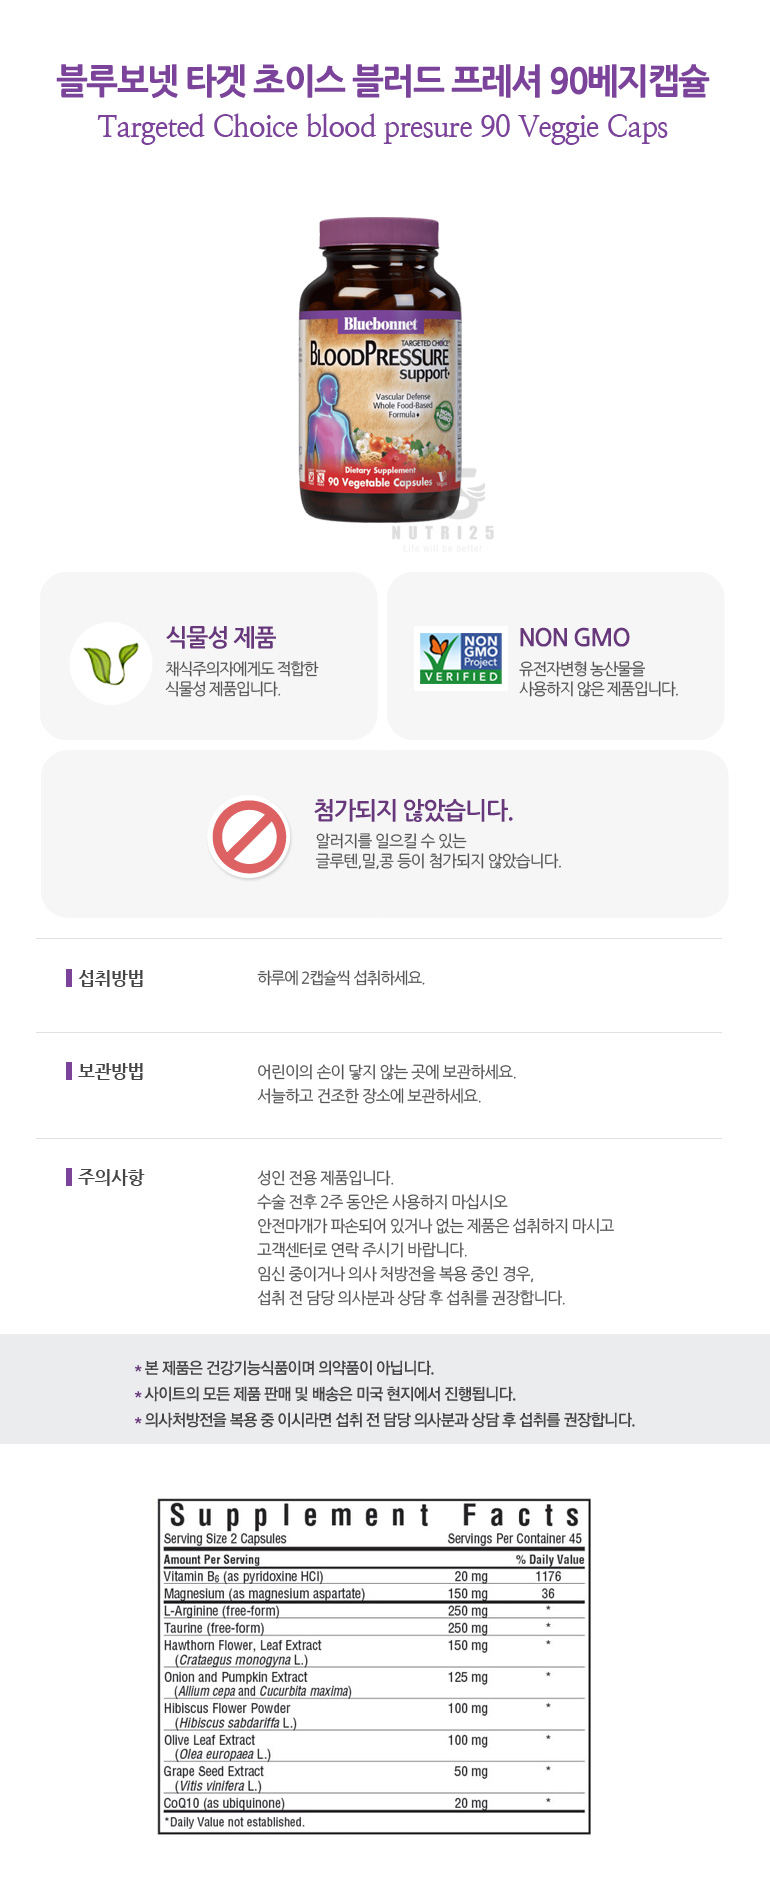 블루보넷 타겟 초이스 블러드 프레셔 90베지캡슐
Targeted Choice blood presure 90 Veggie Caps
Bluebonnet
TARGETED CHOICE
BLOODPRESSURE
support
Vascular Defense
Whole Food-Based
Formula♦
Dietary Supplement
90 Vegetable Capsules
25
NUTRI25
Life will be better
식물성 제품
채식주의자에게도 적합한
식물성 제품입니다.
NON
GMO
Project
VERIFIED
NON GMO
유전자변형 농산물을
사용하지 않은 제품입니다.
첨가되지 않았습니다.
알러지를 일으킬 수 있는
글루텐,밀,콩 등이 첨가되지 않았습니다.
섭취방법
하루에 2캡슐씩 섭취하세요.
보관방법
어린이의 손이 닿지 않는 곳에 보관하세요.
서늘하고 건조한 장소에 보관하세요.
주의사항
성인 전용 제품입니다.
수술 전후 2주 동안은 사용하지 마십시오
안전마개가 파손되어 있거나 없는 제품은 섭취하지 마시고
고객센터로 연락 주시기 바랍니다.
임신 중이거나 의사 처방전을 복용 중인 경우,
섭취 전 담당 의사분과 상담 후 섭취를 권장합니다.
* 본 제품은 건강기능식품이며 의약품이 아닙니다.
* 사이트의 모든 제품 판매 및 배송은 미국 현지에서 진행됩니다.
* 의사처방전을 복용 중 이시라면 섭취 전 담당 의사분과 상담 후 섭취를 권장합니다.
Supplement Facts
Serving Size 2 Capsules Servings Per Container 45
Amount Per Serving % Daily Value
Vitamin B6 (as pyridoxine HCl) 20 mg 1176
Magnesium (as magnesium aspartate) 150 mg 36
L-Arginine (free-form) 250 mg *
Taurine (free-form) 250 mg *
Hawthorn Flower, Leaf Extract 150 mg *
(Crataegus monogyna L.)
Onion and Pumpkin Extract 125 mg *
(Allium cepa and Cucurbita maxima)
Hibiscus Flower Powder 100 mg *
(Hibiscus sabdariffa L.)
Olive Leaf Extract 100 mg *
(Olea europaea L.)
Grape Seed Extract 50 mg *
(Vitis vinifera L.)
CoQ10 (as ubiquinone) 20 mg *
*Daily Value not established.